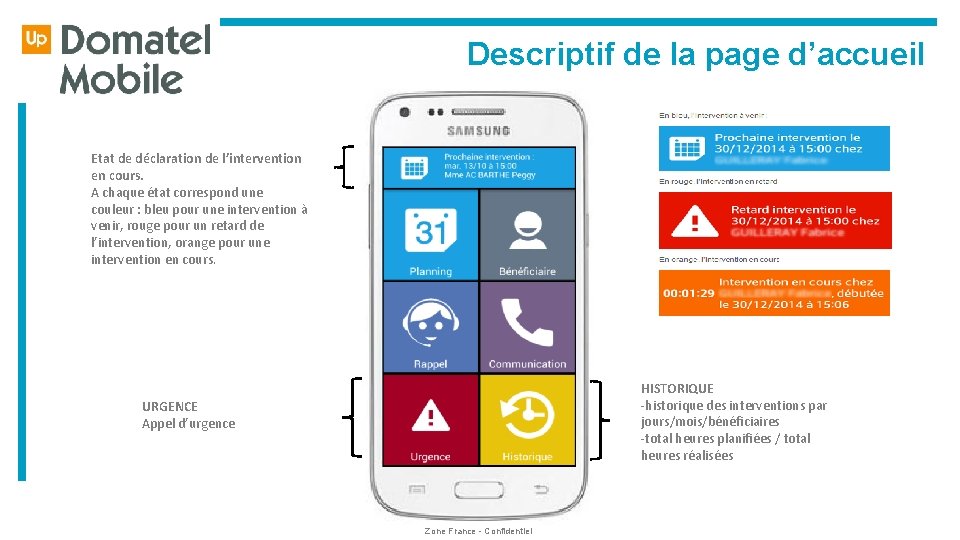 Up Domatel
Mobile
Descriptif de la page d’accueil
Etat de déclaration de l’intervention
en cours.
A chaque état correspond une
couleur : bleu pour une intervention à
venir, rouge pour un retard de
l’intervention, orange pour une
intervention en cours.
SAMSUNG
Prochaine intervention :
mar. 13/10 à 15:00
Mme AC BARTHE Peggy
31
Planning
Bénéficiaire
Rappel
Communication
Urgence
Historique
URGENCE
Appel d’urgence
En bleu, l'intervention à venir :
Prochaine intervention le
30/12/2014 à 15:00 chez
GUILLERAY Fabrice
En rouge, l'intervention en retard
Retard intervention le
30/12/2014 à 15:00 chez
GUILLERAY Fabrice
En orange, l'intervention en cours
00:01:29
Intervention en cours chez
GUILLERAY Fabrice, débutée
le 30/12/2014 à 15:06
HISTORIQUE
-historique des interventions par
jours/mois/bénéficiaires
-total heures planifiées / total
heures réalisées
Zone France - Confidentiel